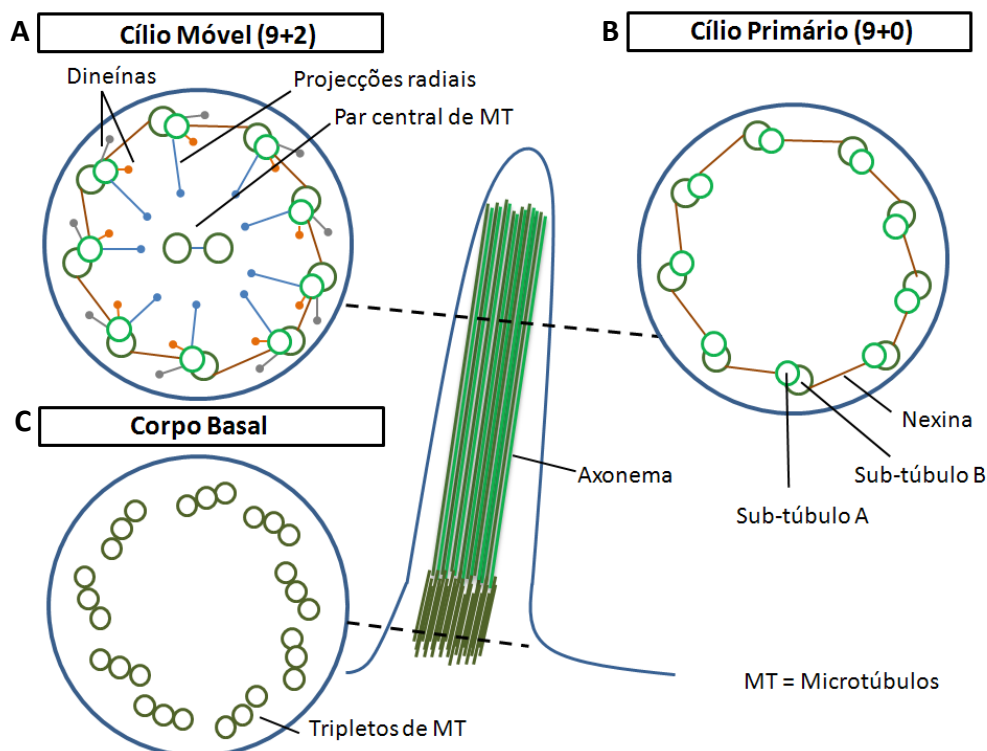 A
Cílio Móvel (9+2)
B
Cílio Primário (9+0)
Dineínas
Projecções radiais
Par central de MT
Nexina
Sub-túbulo B
Sub-túbulo A
Axonema
C
Corpo Basal
Tripletos de MT
MT = Microtúbulos